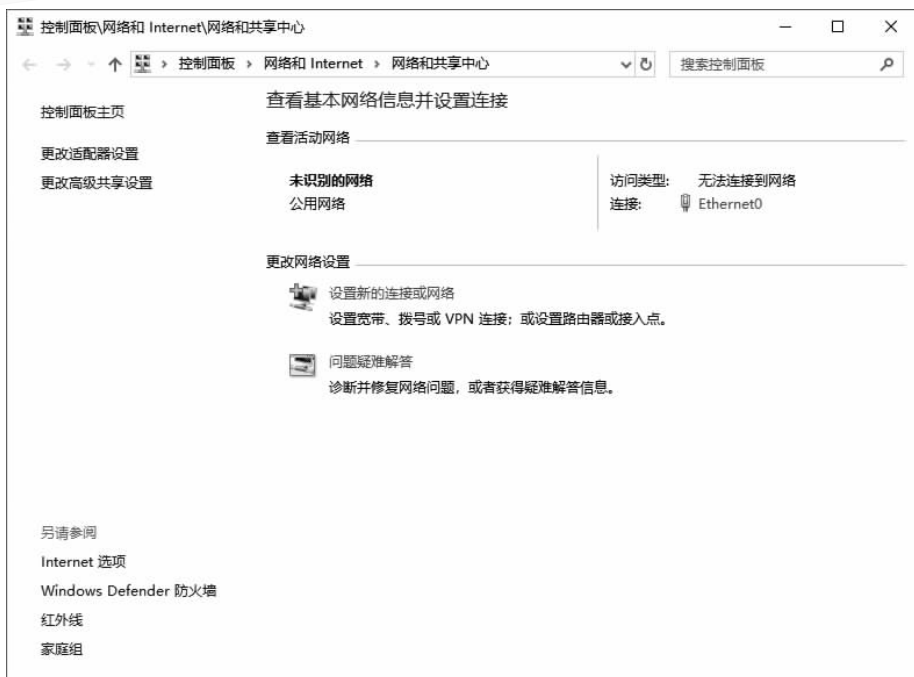 控制面板\网络和 Internet\网络和共享中心
控制面板 › 网络和 Internet › 网络和共享中心
搜索控制面板
控制面板主页
更改适配器设置
更改高级共享设置
查看基本网络信息并设置连接
查看活动网络
未识别的网络
公用网络
访问类型: 无法连接到网络
连接: Ethernet0
更改网络设置
设置新的连接或网络
设置宽带、拨号或 VPN 连接；或设置路由器或接入点。
问题疑难解答
诊断并修复网络问题，或者获得疑难解答信息。
另请参阅
Internet 选项
Windows Defender 防火墙
红外线
家庭组